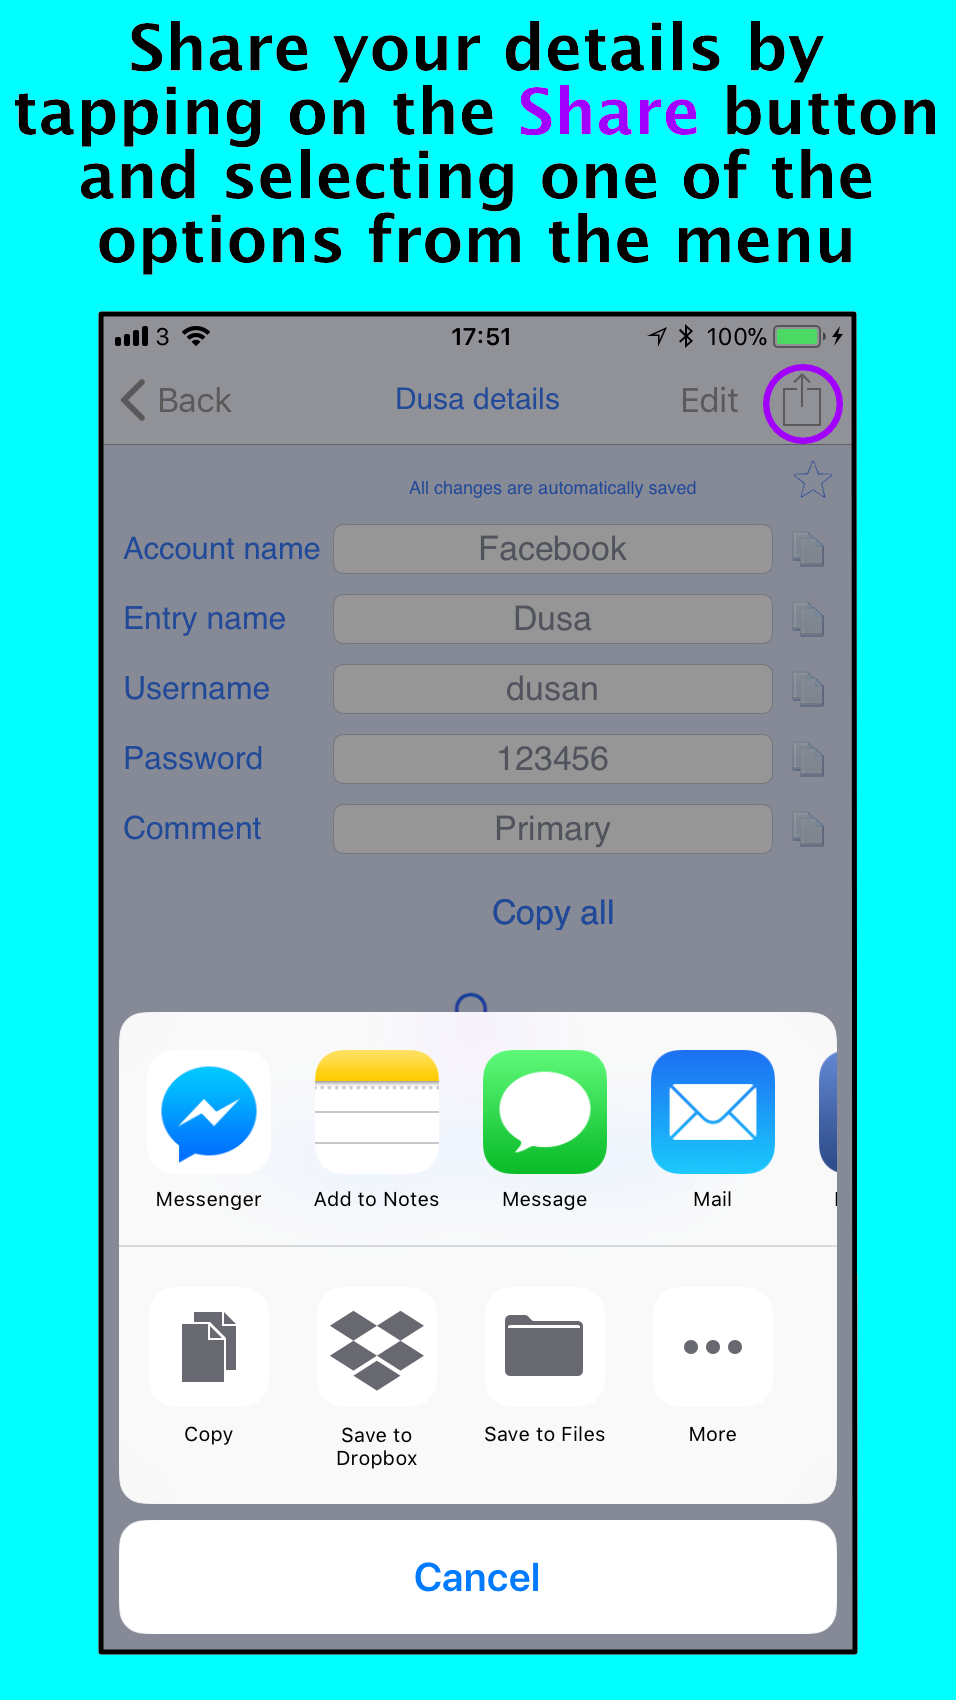 Share your details by
tapping on the Share button
and selecting one of the
options from the menu
3 17:51 100%
Back Dusa details Edit
All changes are automatically saved
Account name Facebook
Entry name Dusa
Username dusan
Password 123456
Comment Primary
Copy all
Messenger Add to Notes Message Mail
Copy Save to Dropbox Save to Files More
Cancel